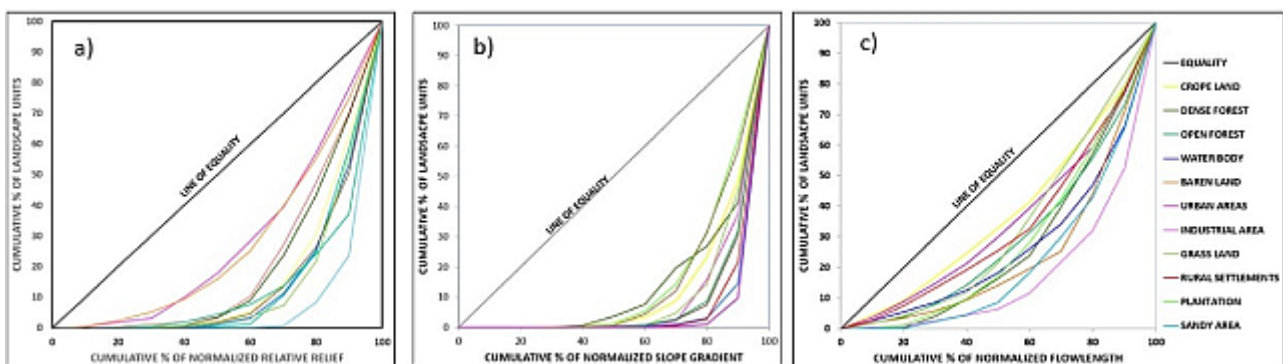 a)
CUMULATIVE % OF LANDSCAPE UNITS
100
90
80
70
60
50
40
30
20
10
0
LINE OF EQUALITY
0 20 40 60 80 100
CUMULATIVE % OF NORMALIZED RELATIVE RELIEF
b)
CUMULATIVE % OF LANDSACPE UNITS
100
90
80
70
60
50
40
30
20
10
0
LINE OF EQUALITY
0 20 40 60 80 100
CUMULATIVE % OF NORMALIZED SLOPE GRADIENT
c)
CUMULATIVE % OF LANDSACPE UNITS
100
90
80
70
60
50
40
30
20
10
0
LINE OF EQUALITY
0 20 40 60 80 100
CUMULATIVE % OF NORMALIZED FLOWLENGTH
EQUALITY
CROPE LAND
DENSE FOREST
OPEN FOREST
WATER BODY
BAREN LAND
URBAN AREAS
INDUSTRIAL AREA
GRASS LAND
RURAL SETTLEMENTS
PLANTATION
SANDY AREA